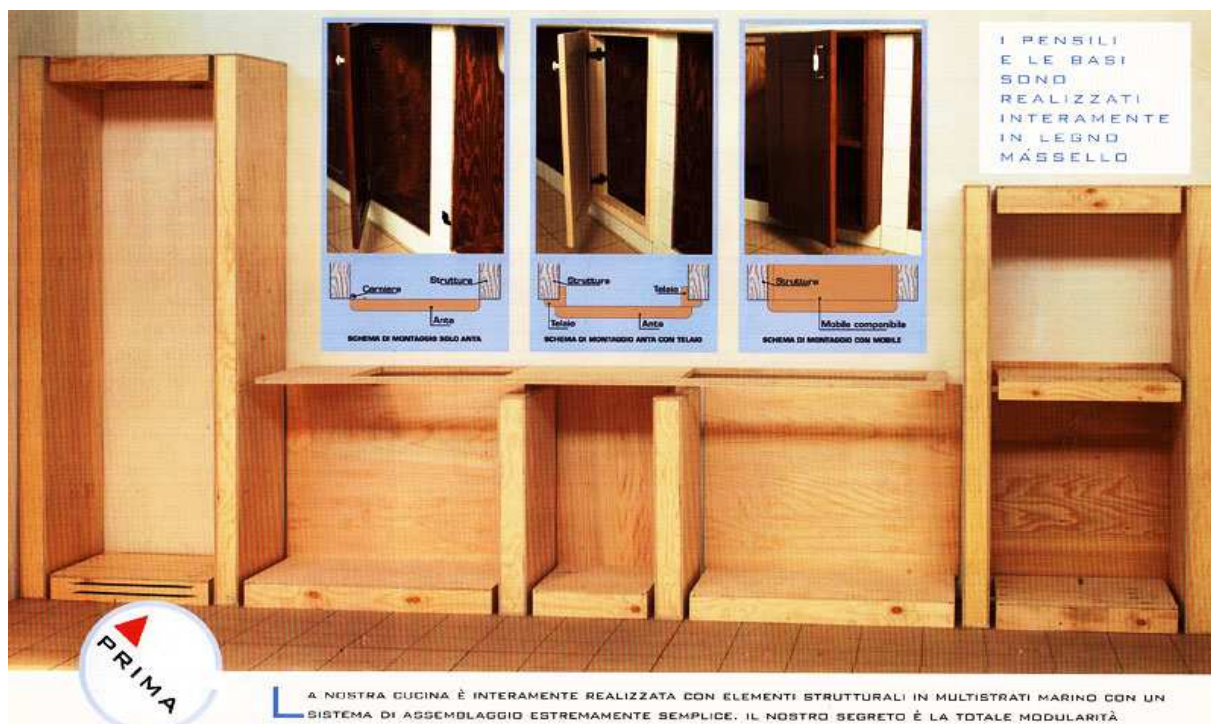 I PENSILI
E LE BASI
SONO
REALIZZATI
INTERAMENTE
IN LEGNO
MASSELLO
Cerniera
Struttura
Anta
SCHEMA DI MONTAGGIO SOLO ANTA
Struttura
Telaio
Telaio
Anta
SCHEMA DI MONTAGGIO ANTA CON TELAIO
Struttura
Mobile componibile
SCHEMA DI MONTAGGIO CON MOBILE
PRIMA
LA NOSTRA CUCINA È INTERAMENTE REALIZZATA CON ELEMENTI STRUTTURALI IN MULTISTRATI MARINO CON UN
SISTEMA DI ASSEMBLAGGIO ESTREMAMENTE SEMPLICE. IL NOSTRO SEGRETO È LA TOTALE MODULARITÀ